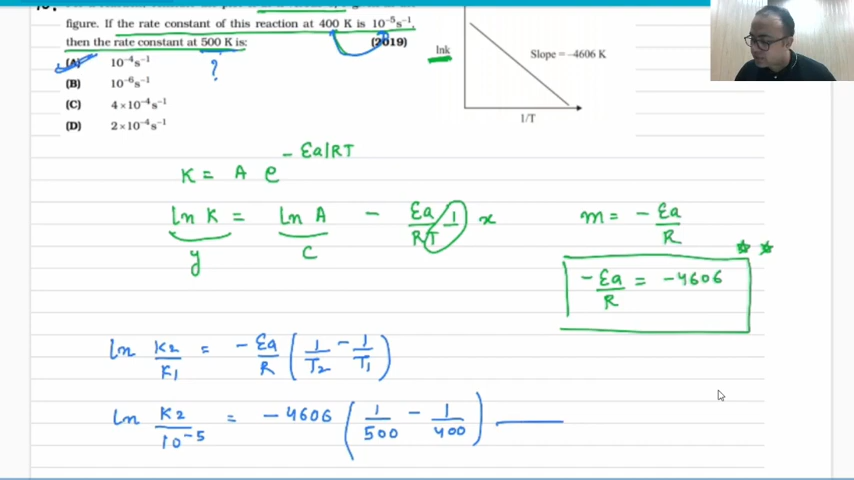 figure. If the rate constant of this reaction at 400 K is 10⁻⁵s⁻¹,
then the rate constant at 500 K is: (2019)
(A) 10⁻⁴s⁻¹
?
(B) 10⁻⁶s⁻¹
(C) 4×10⁻⁴s⁻¹
(D) 2×10⁻⁴s⁻¹
lnk
Slope = –4606 K
1/T
K = A e^(-Ea/RT)
ln K = ln A - Ea/RT 1 x
y c
m = -Ea/R
-Ea/R = -4606
ln K2/K1 = -Ea/R (1/T2 - 1/T1)
ln K2/10⁻⁵ = -4606 (1/500 - 1/400)